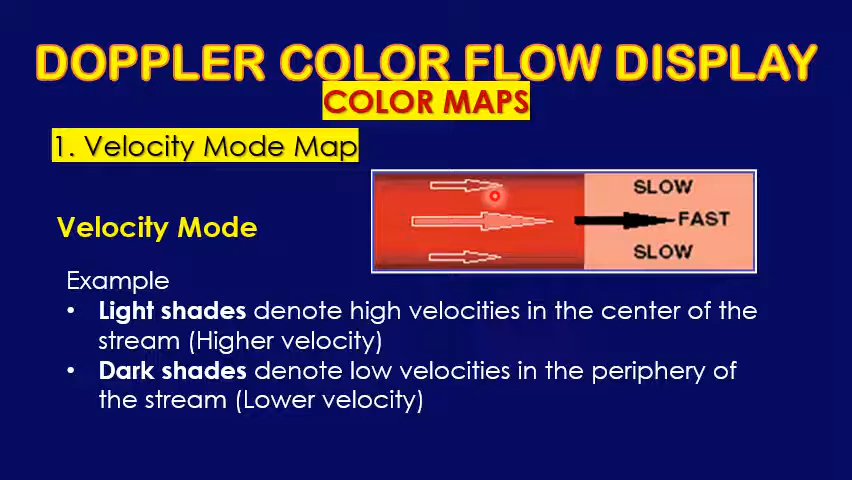 DOPPLER COLOR FLOW DISPLAY
COLOR MAPS
1. Velocity Mode Map
SLOW
FAST
SLOW
Velocity Mode
Example
• Light shades denote high velocities in the center of the
stream (Higher velocity)
• Dark shades denote low velocities in the periphery of
the stream (Lower velocity)